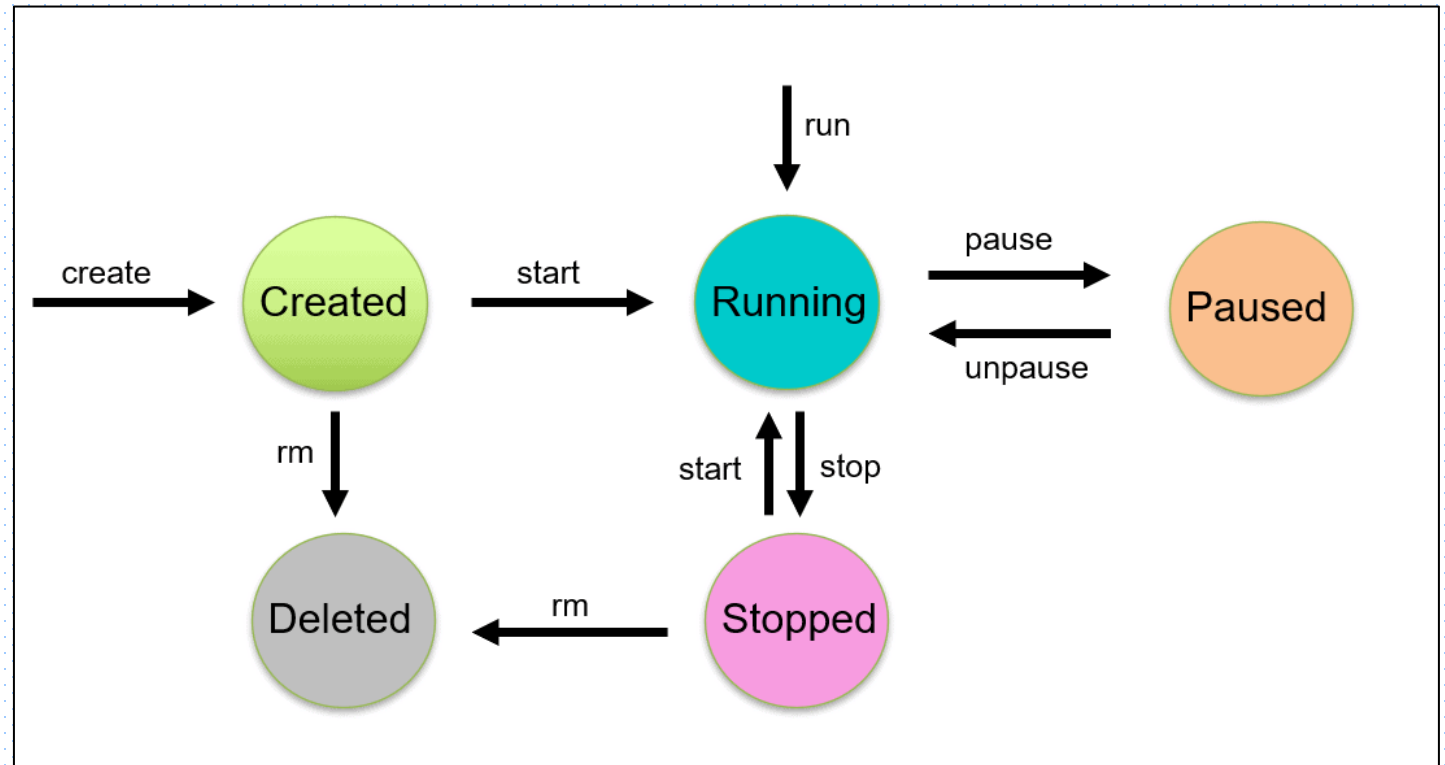 run
create
start
pause
Created
Running
Paused
unpause
rm
start
stop
rm
Deleted
Stopped